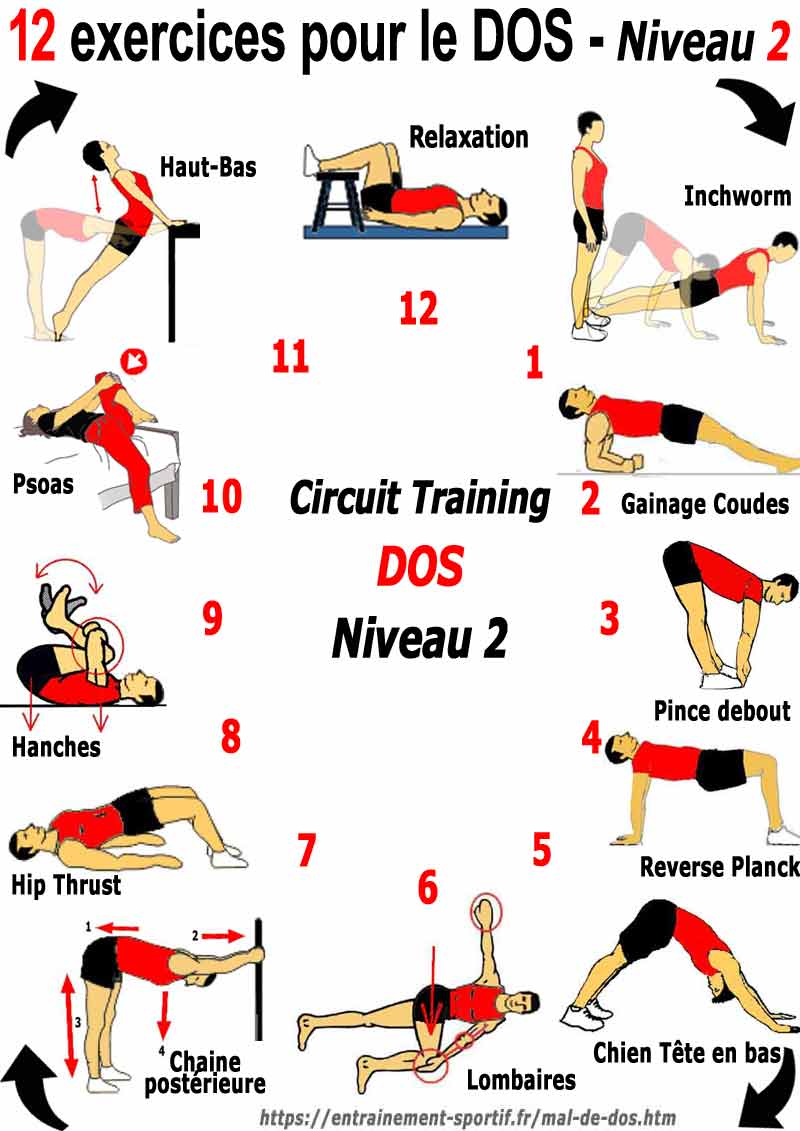 12 exercices pour le DOS - Niveau 2
Relaxation
Haut-Bas
Inchworm
12
11
1
Psoas
10
Circuit Training
2
Gainage Coudes
DOS
9
Niveau 2
3
Pince debout
Hanches
8
4
7
5
Reverse Planck
Hip Thrust
6
1
2
3
4
Chaine
postérieure
Lombaires
Chien Tête en bas
https://entrainement-sportif.fr/mal-de-dos.htm